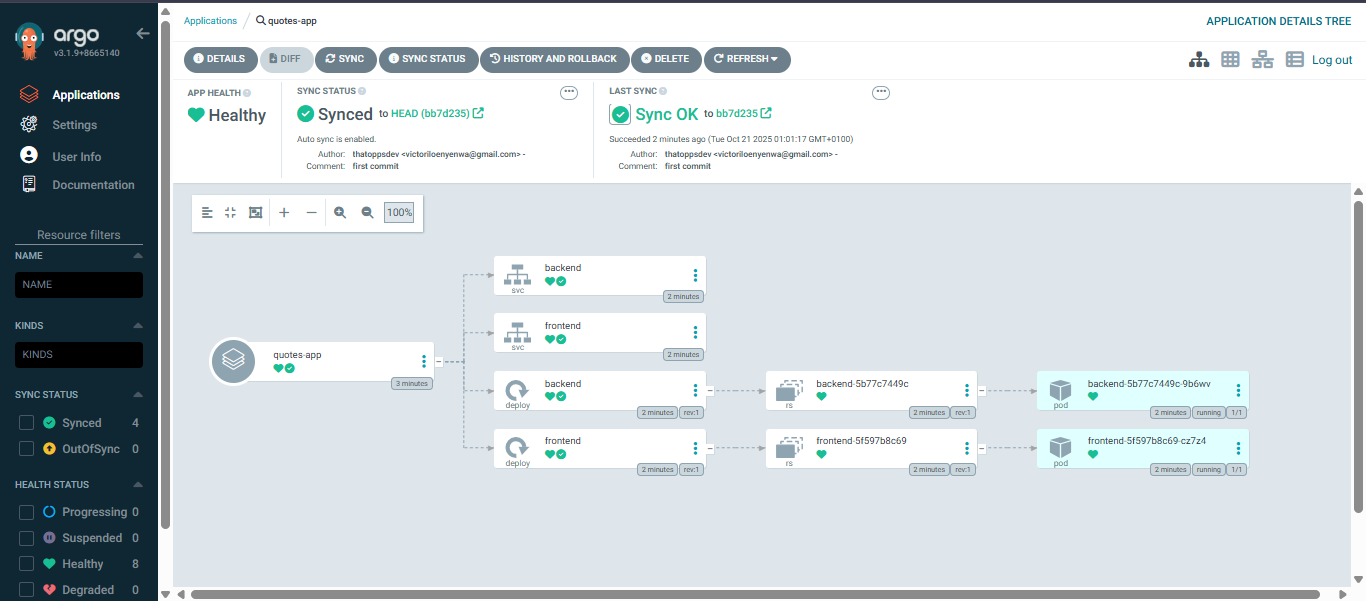 argo
v3.1.9+8665140
Applications
Settings
User Info
Documentation
Resource filters
NAME
NAME
KINDS
KINDS
SYNC STATUS
Synced 4
OutOfSync 0
HEALTH STATUS
Progressing 0
Suspended 0
Healthy 8
Degraded 0
Applications / quotes-app
APPLICATION DETAILS TREE
DETAILS DIFF SYNC SYNC STATUS HISTORY AND ROLLBACK DELETE REFRESH
Log out
APP HEALTH
Healthy
SYNC STATUS
Synced to HEAD (bb7d235)
Auto sync is enabled.
Author: thatoppsdev <victoriloenyenwa@gmail.com> -
Comment: first commit
LAST SYNC
Sync OK to bb7d235
Succeeded 2 minutes ago (Tue Oct 21 2025 01:01:17 GMT+0100)
Author: thatoppsdev <victoriloenyenwa@gmail.com> -
Comment: first commit
100%
quotes-app
3 minutes
backend
svc
2 minutes
frontend
svc
2 minutes
backend
deploy
2 minutes rev:1
backend-5b77c7449c
rs
2 minutes rev:1
backend-5b77c7449c-9b6wv
pod
2 minutes running 1/1
frontend
deploy
2 minutes rev:1
frontend-5f597b8c69
rs
2 minutes rev:1
frontend-5f597b8c69-cz7z4
pod
2 minutes running 1/1